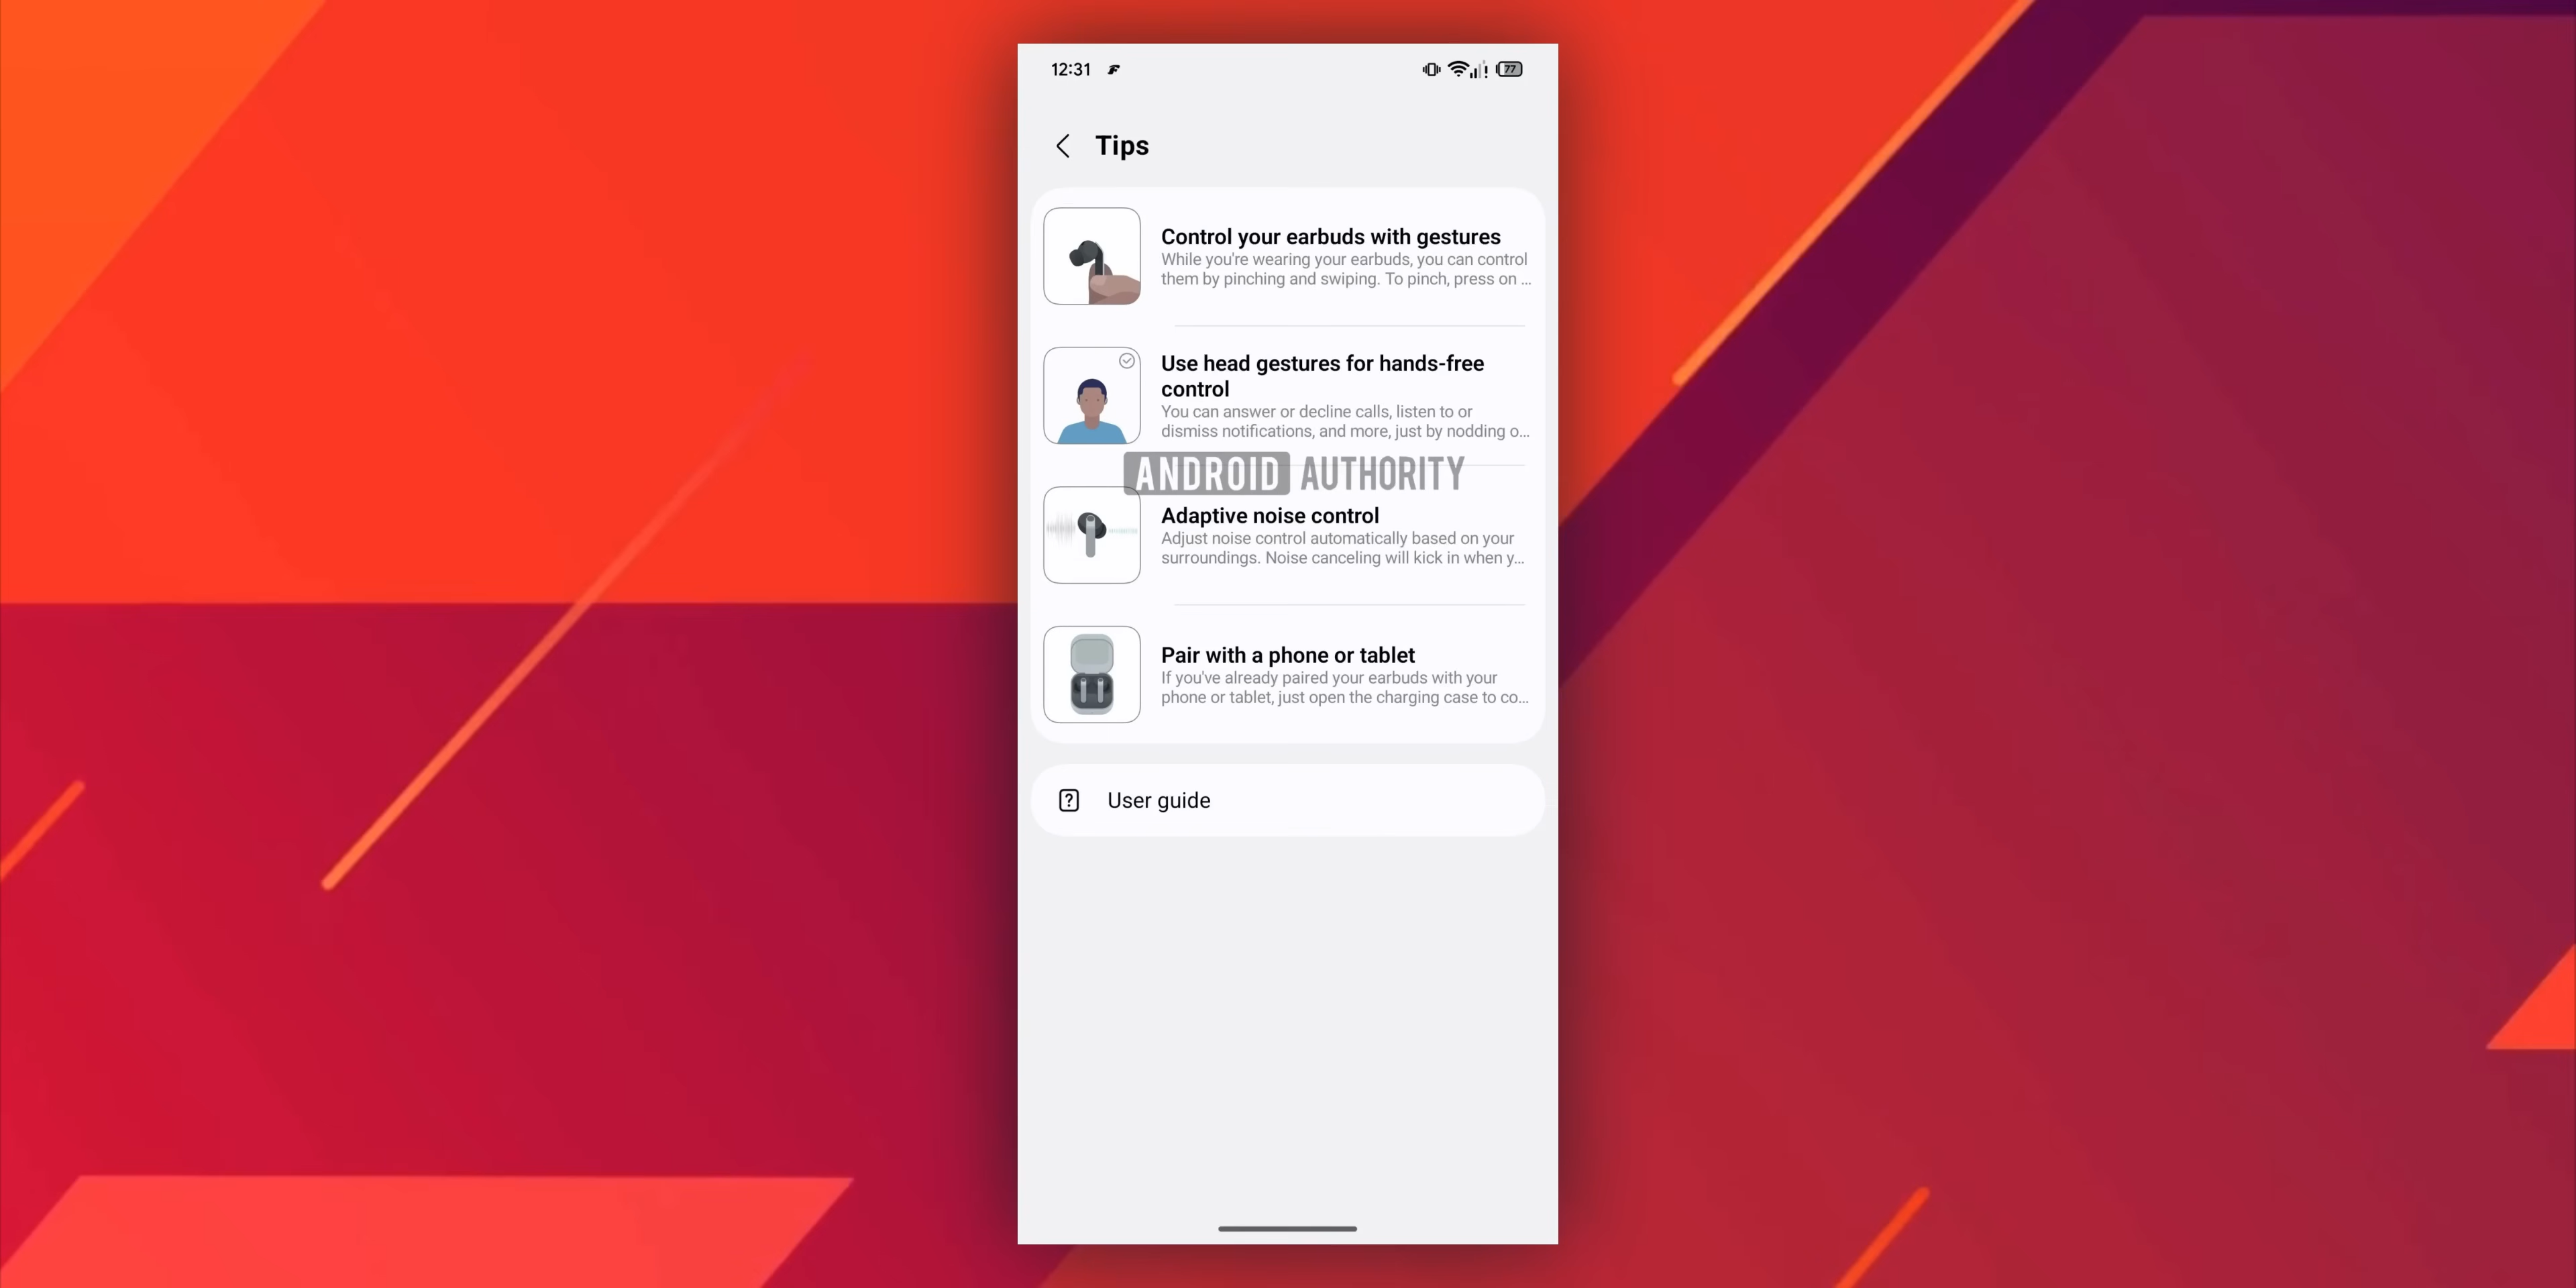 12:31
77
Tips
Control your earbuds with gestures
While you're wearing your earbuds, you can control
them by pinching and swiping. To pinch, press on ...
Use head gestures for hands-free
control
You can answer or decline calls, listen to or
dismiss notifications, and more, just by nodding o...
ANDROID AUTHORITY
Adaptive noise control
Adjust noise control automatically based on your
surroundings. Noise canceling will kick in when y...
Pair with a phone or tablet
If you've already paired your earbuds with your
phone or tablet, just open the charging case to co...
User guide